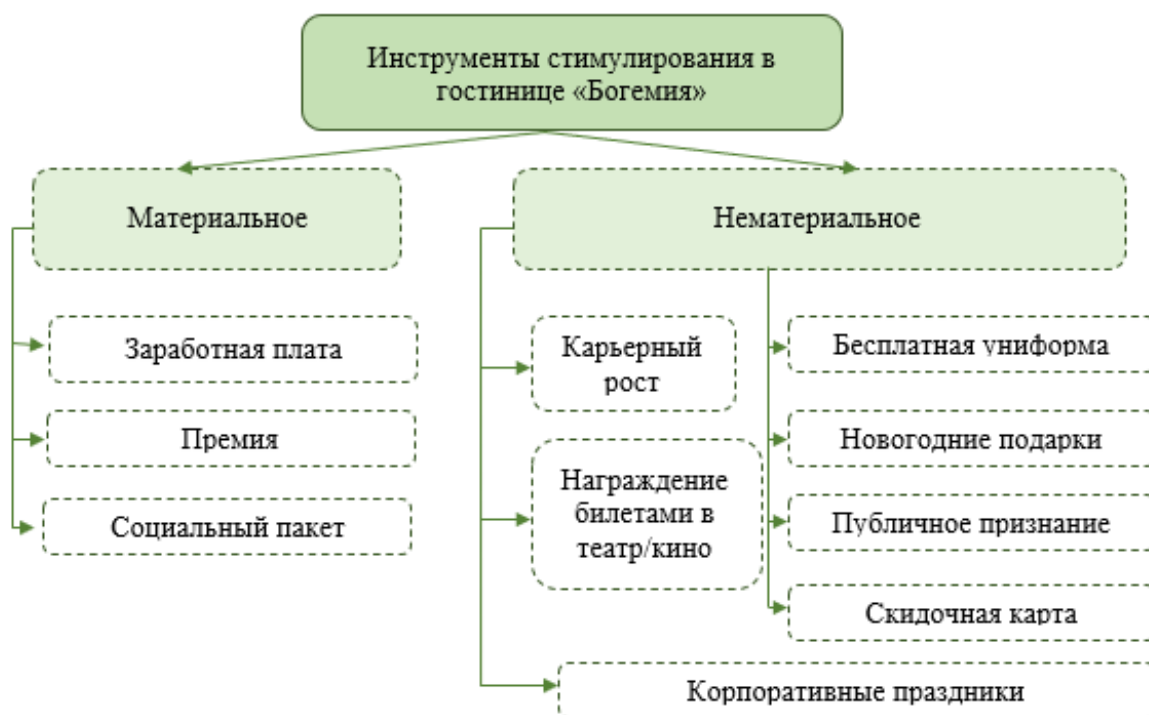 Инструменты стимулирования в
гостинице «Богемия»
Материальное
Заработная плата
Премия
Социальный пакет
Нематериальное
Карьерный
рост
Награждение
билетами в
театр/кино
Корпоративные праздники
Бесплатная униформа
Новогодние подарки
Публичное признание
Скидочная карта